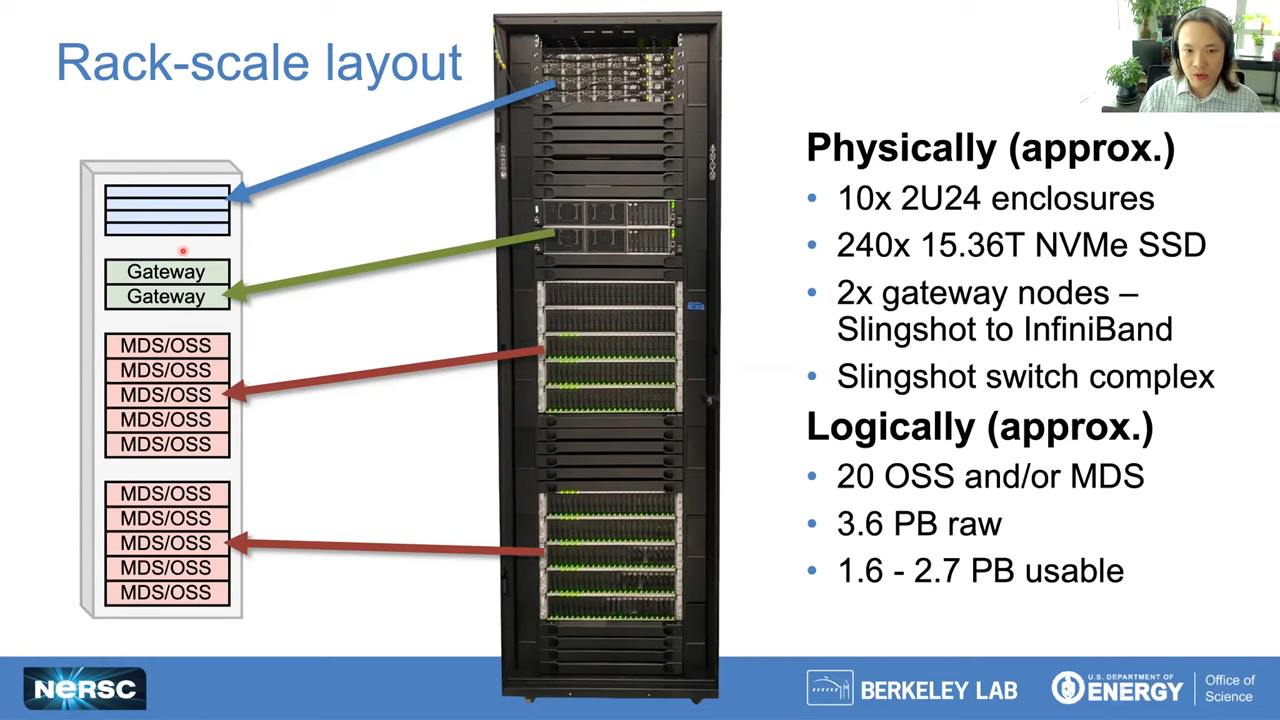 Rack-scale layout
Gateway
Gateway
MDS/OSS
MDS/OSS
MDS/OSS
MDS/OSS
MDS/OSS
MDS/OSS
MDS/OSS
MDS/OSS
MDS/OSS
MDS/OSS
Physically (approx.)
• 10x 2U24 enclosures
• 240x 15.36T NVMe SSD
• 2x gateway nodes –
Slingshot to InfiniBand
• Slingshot switch complex
Logically (approx.)
• 20 OSS and/or MDS
• 3.6 PB raw
• 1.6 - 2.7 PB usable
NERSC
BERKELEY LAB
U.S. DEPARTMENT OF
ENERGY
Office of
Science